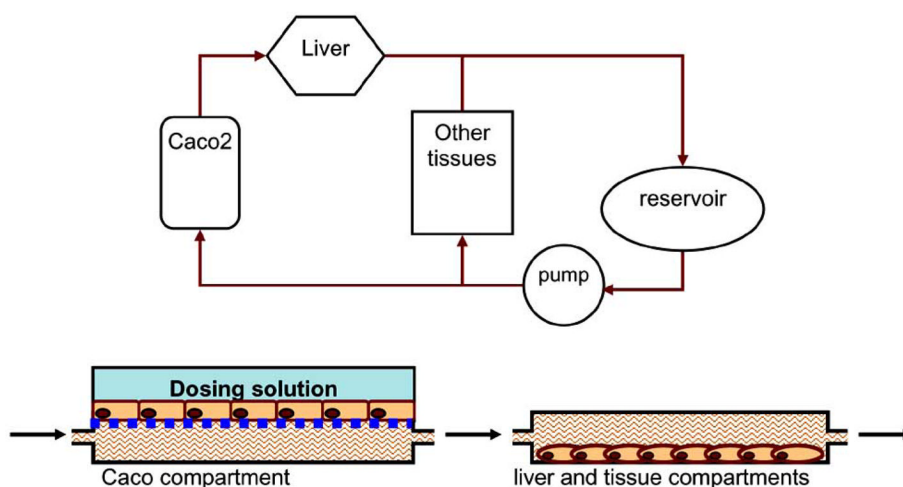 Liver
Caco2
Other
tissues
reservoir
pump
Dosing solution
Caco compartment
liver and tissue compartments